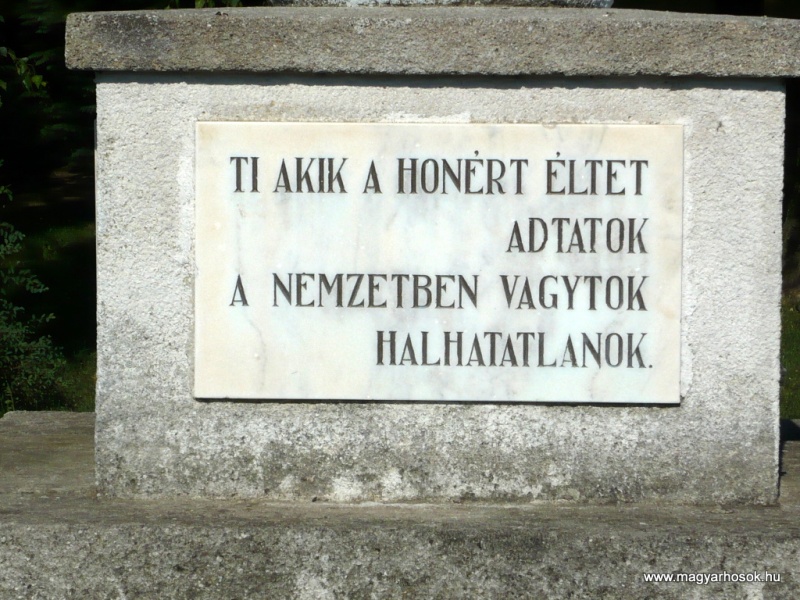 TI AKIK A HONÉRT ÉLTET
ADTATOK
A NEMZETBEN VAGYTOK
HALHATATLANOK.
www.magyarhosok.hu